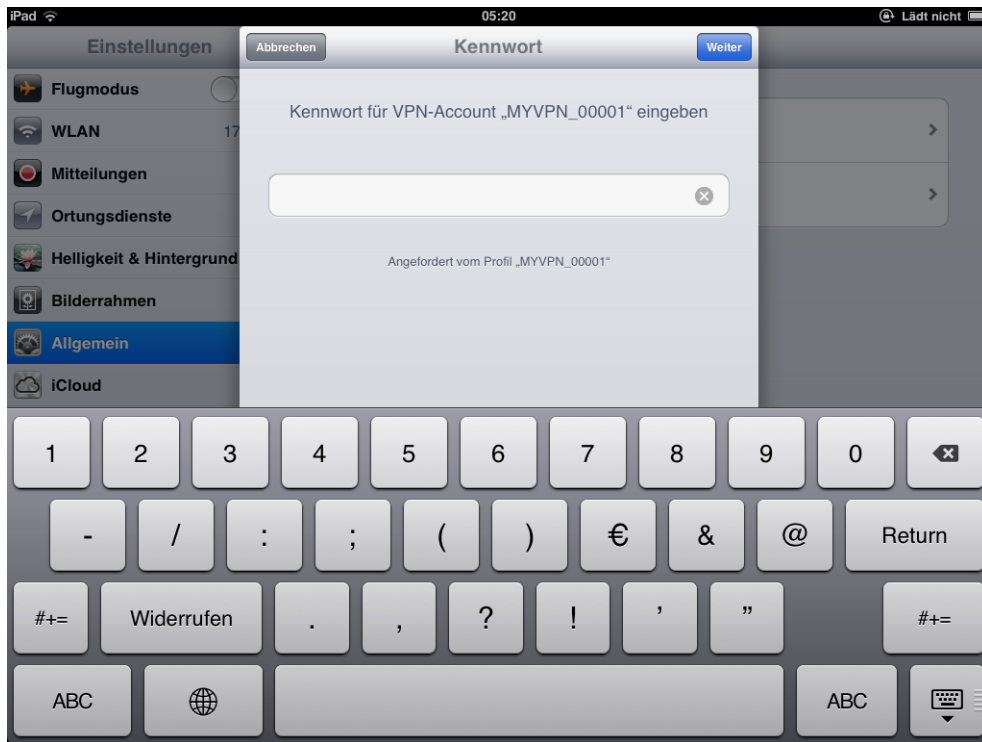 iPad 05:20 Lädt nicht
Einstellungen
Abbrechen Kennwort Weiter
Flugmodus
WLAN 17
Mitteilungen
Ortungsdienste
Helligkeit & Hintergrund
Bilderrahmen
Allgemein
iCloud
Kennwort für VPN-Account „MYVPN_00001“ eingeben
Angefordert vom Profil „MYVPN_00001“
1 2 3 4 5 6 7 8 9 0
- / : ; ( ) € & @ Return
#+= Widerrufen . , ? ! ’ ” #+=
ABC ABC